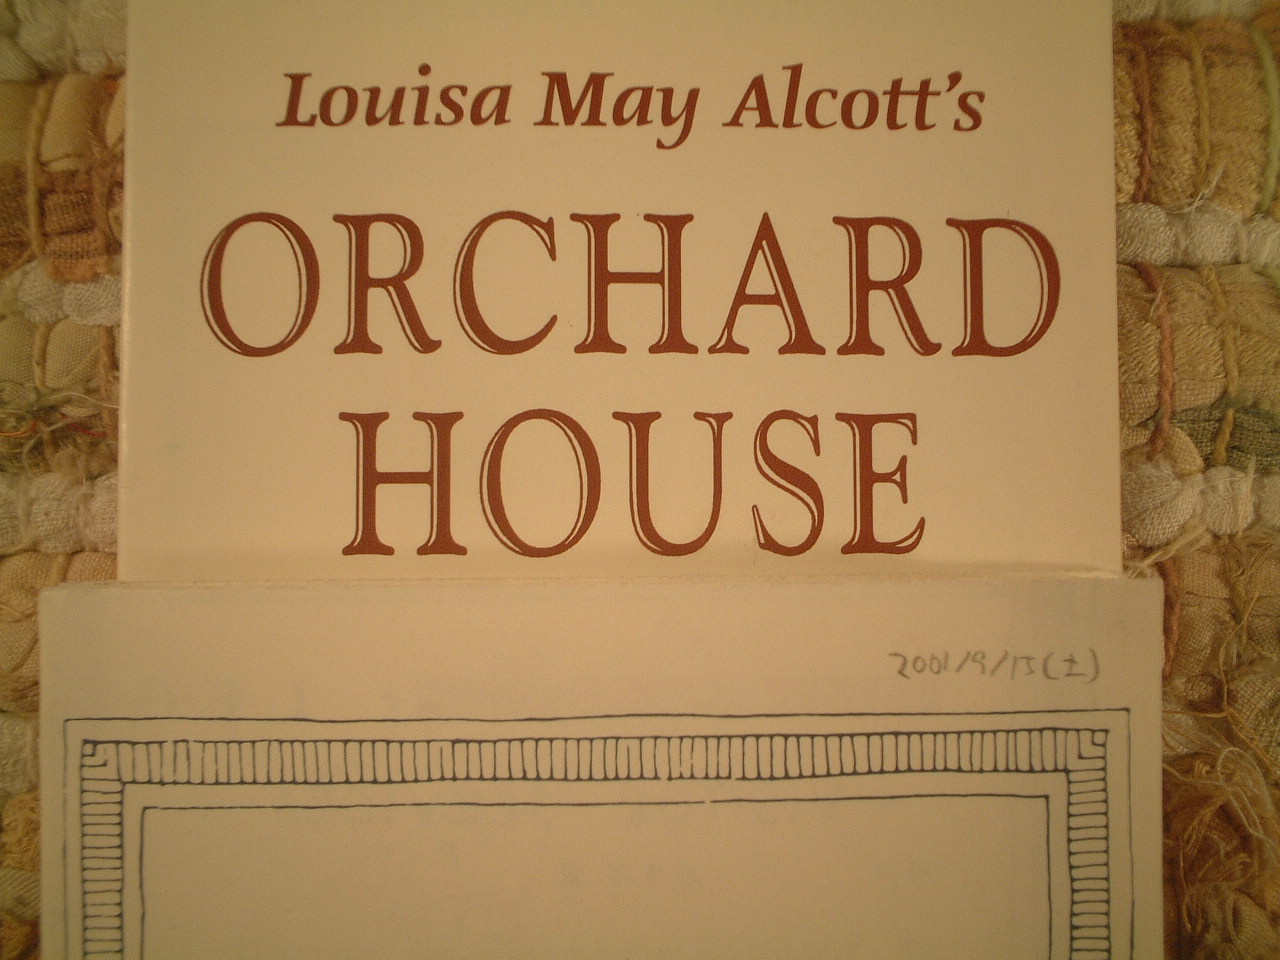 Louisa May Alcott's
ORCHARD
HOUSE
2001/9/15(土)